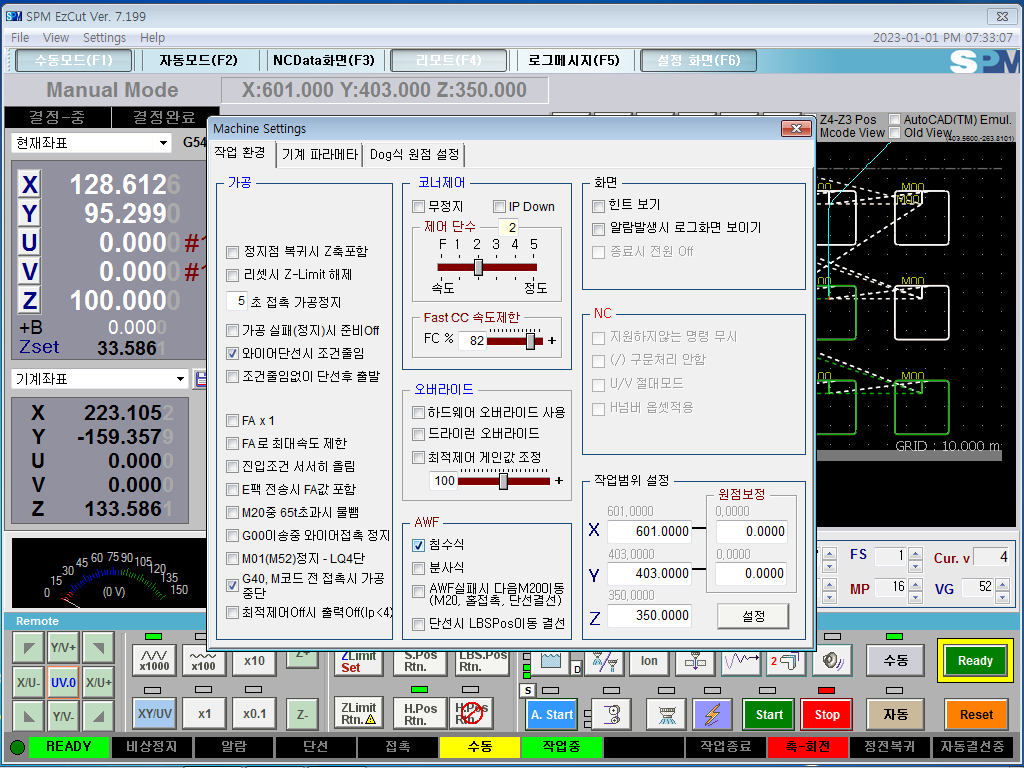 SPM EzCut Ver. 7.199
File View Settings Help
2023-01-01 PM 07:33:07
수동모드(F1) 자동모드(F2) NCData화면(F3) 리모트(F4) 로그메시지(F5) 설정 화면(F6) SPM
Manual Mode
X:601.000 Y:403.000 Z:350.000
결정-중 결정완료
현재좌표
G54
Z4-Z3 Pos AutoCAD(TM) Emul.
Mcode View Old View
(409.5600,-263.8101)
X 128.6126
Y 95.2990
U 0.0000 #1
V 0.0000 #1
Z 100.0000
+B 0.0000
Zset 33.5861
기계좌표
X 223.1052
Y -159.3579
U 0.0000
V 0.0000
Z 133.5861
0 15 30 45 60 75 90 105 120 135 150
(0 V)
Machine Settings
작업 환경 기계 파라메타 Dog식 원점 설정
가공
정지점 복귀시 Z축포함
리셋시 Z-Limit 해제
5 초 접촉 가공정지
가공 실패(정지)시 준비Off
와이어단선시 조건줄임
조건줄임없이 단선후 출발
FA x 1
FA로 최대속도 제한
진입조건 서서히 올림
E팩 전송시 FA값 포함
M20중 65t초과시 물뺌
G00이송중 와이어접촉 정지
M01(M52)정지 - LQ4단
G40, M코드 전 접촉시 가공
중단
최적제어Off시 출력Off(Ip<4)
코너제어
무정지 IP Down
제어 단수 2
F 1 2 3 4 5
속도 정도
Fast CC 속도제한
FC % 82 +
오버라이드
하드웨어 오버라이드 사용
드라이런 오버라이드
최적제어 게인값 조정
100 +
AWF
침수식
분사식
AWF실패시 다음M20이동
(M20, 홀접촉, 단선결선)
단선시 LBSPos이동 결선
화면
힌트 보기
알람발생시 로그화면 보이기
종료시 전원 Off
NC
지원하지않는 명령 무시
(/) 구문처리 안함
U/V 절대모드
H넘버 옵셋적용
작업범위 설정
원점보정
601,0000 0,0000
X 601.0000 0.0000
403,0000 0,0000
Y 403.0000 0.0000
350,0000
Z 350.0000 설정
M00 M00
M00
M00 M00
M00 M00
GRID : 10.000 m
FS 1 Cur. v 4
MP 16 VG 52
Remote
Y/V+
X/U- UV.0 X/U+
Y/V-
x1000 x100 x10 Z+
XY/UV x1 x0.1 Z-
ZLimit
Set
S.Pos
Rtn.
LBS.Pos
Rtn.
ZLimit
Rtn.
H.Pos
Rtn.
H.Pos
Rtn.
D
Ion
2
수동
Ready
S
A. Start
Start
Stop
자동
Reset
READY 비상정지 알람 단선 접촉 수동 작업중 작업종료 축-회전 정전복귀 자동결선중